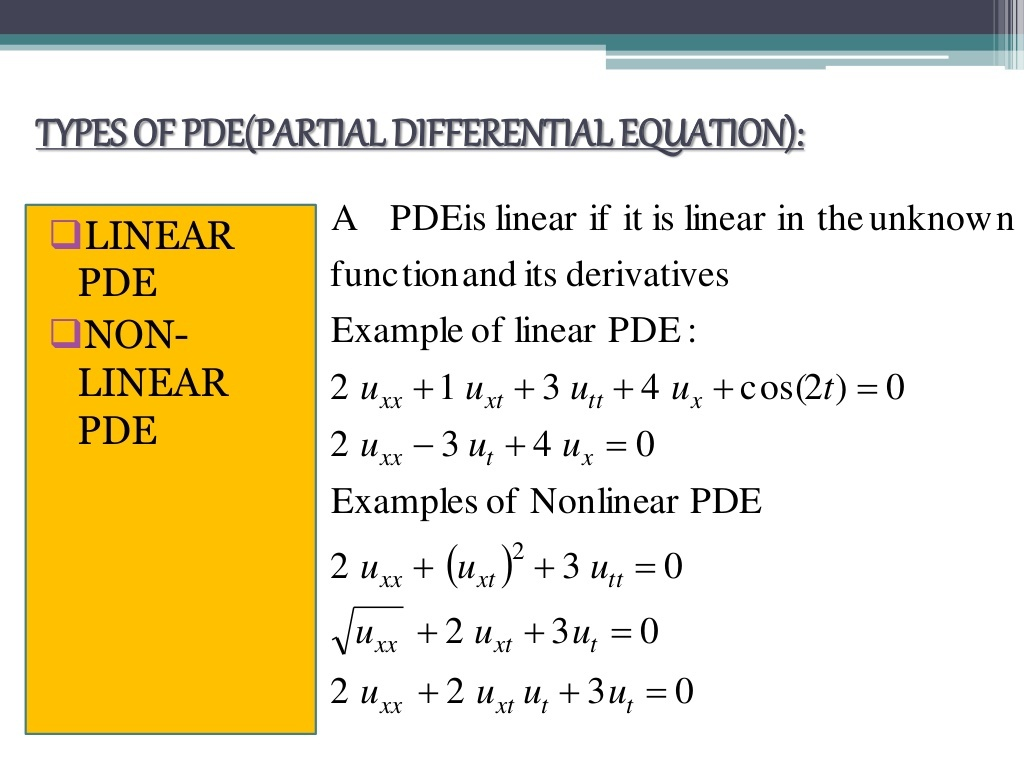 TYPES OF PDE(PARTIAL DIFFERENTIAL EQUATION):
❑LINEAR
PDE
❑NON-
LINEAR
PDE
A PDE is linear if it is linear in the unknown
function and its derivatives
Example of linear PDE :
2 u_xx + 1 u_xt + 3 u_tt + 4 u_x + cos(2t) = 0
2 u_xx − 3 u_t + 4 u_x = 0
Examples of Nonlinear PDE
2 u_xx + (u_xt)² + 3 u_tt = 0
√u_xx + 2 u_xt + 3u_t = 0
2 u_xx + 2 u_xt u_t + 3u_t = 0